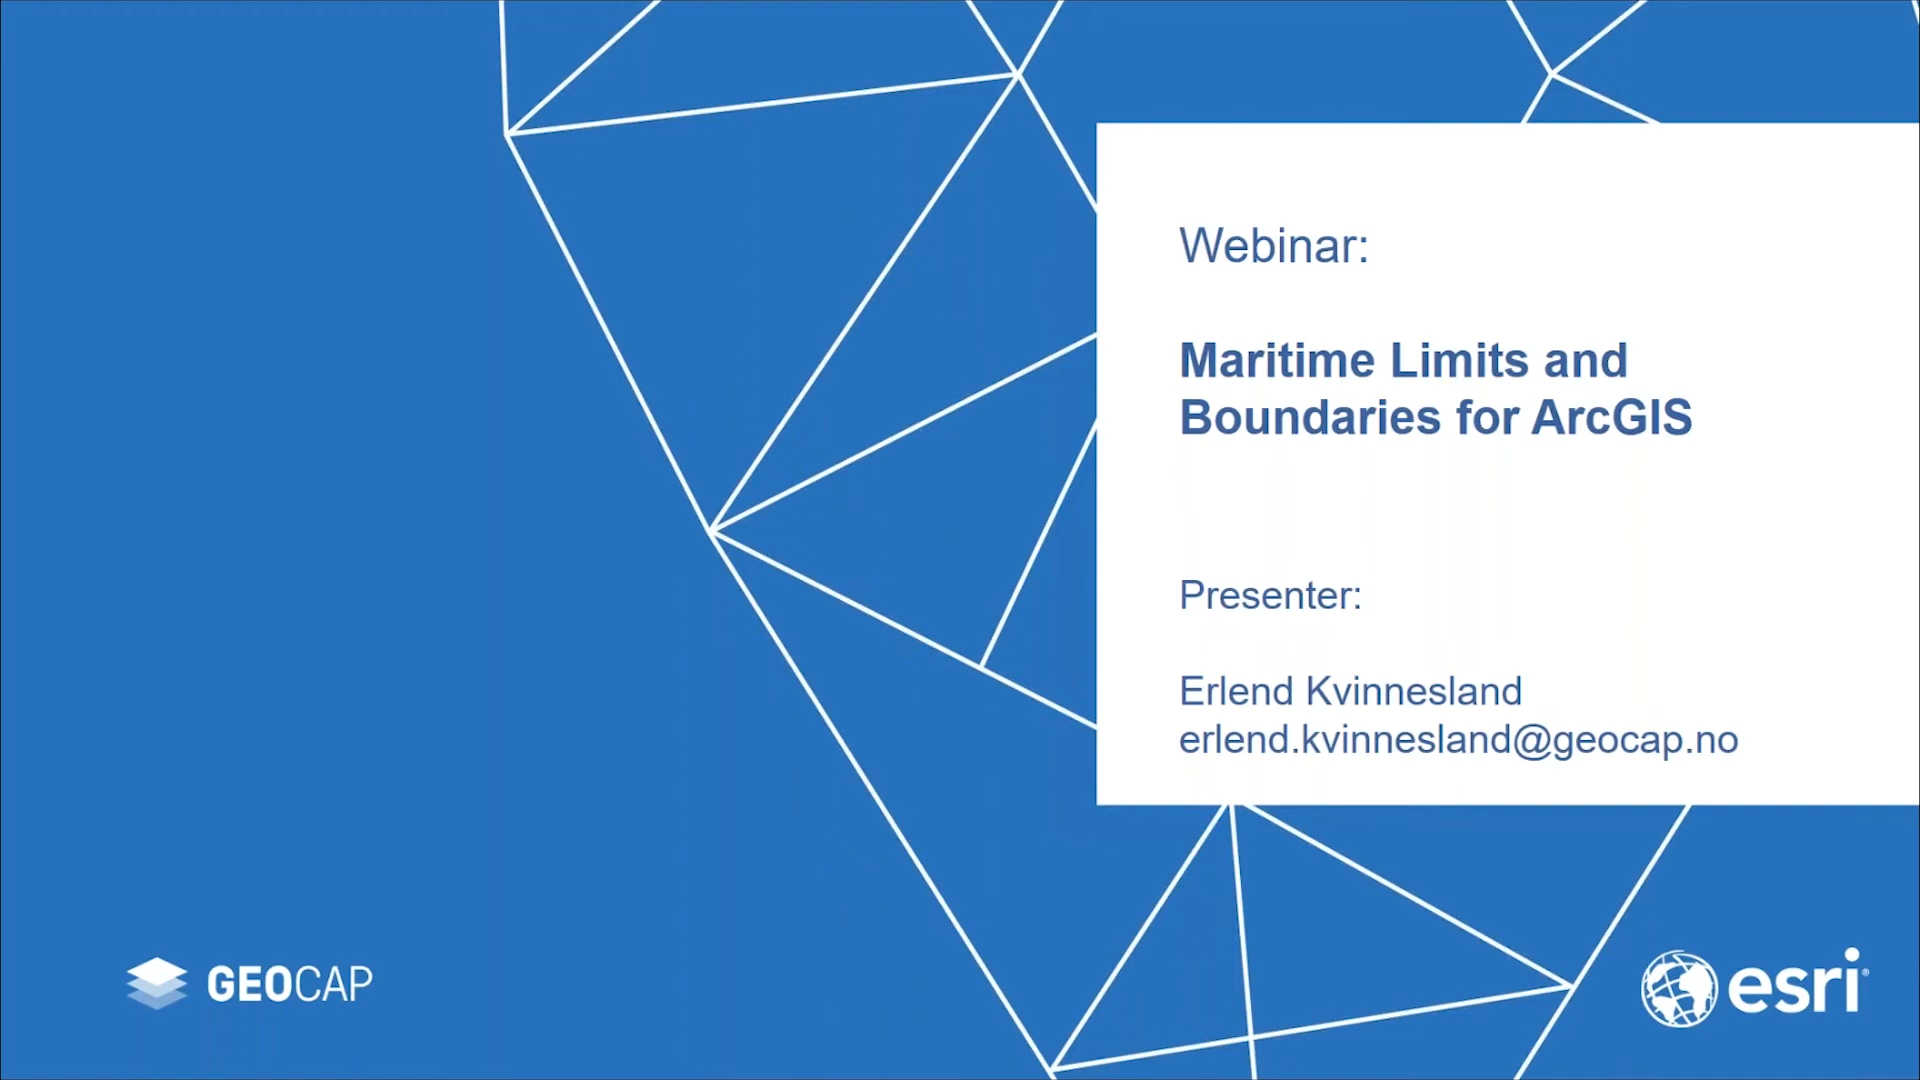 Webinar:
Maritime Limits and
Boundaries for ArcGIS
Presenter:
Erlend Kvinnesland
erlend.kvinnesland@geocap.no
GEOCAP
esri